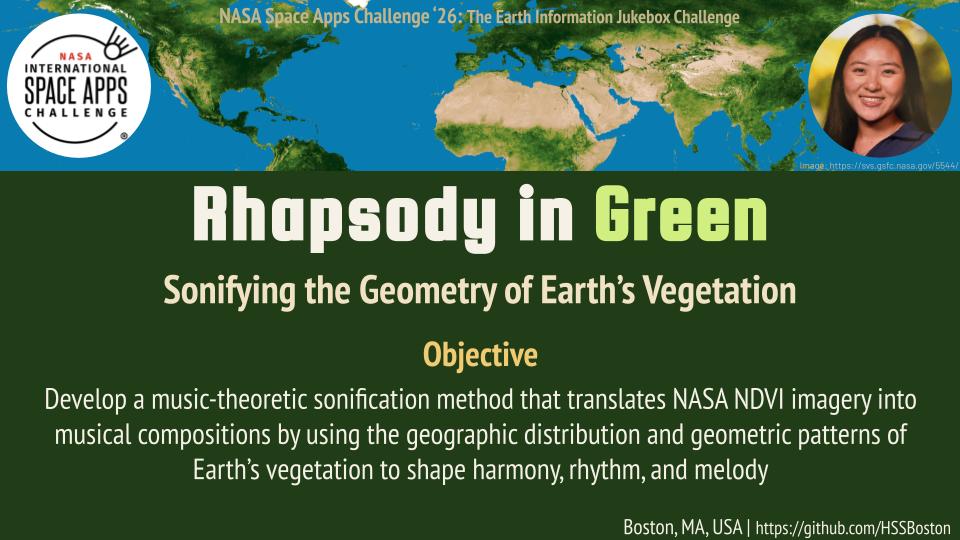 NASA Space Apps Challenge ‘26: The Earth Information Jukebox Challenge
NASA
INTERNATIONAL
SPACE APPS
CHALLENGE
Image: https://svs.gsfc.nasa.gov/5544/
Rhapsody in Green
Sonifying the Geometry of Earth’s Vegetation
Objective
Develop a music-theoretic sonification method that translates NASA NDVI imagery into
musical compositions by using the geographic distribution and geometric patterns of
Earth’s vegetation to shape harmony, rhythm, and melody
Boston, MA, USA | https://github.com/HSSBoston